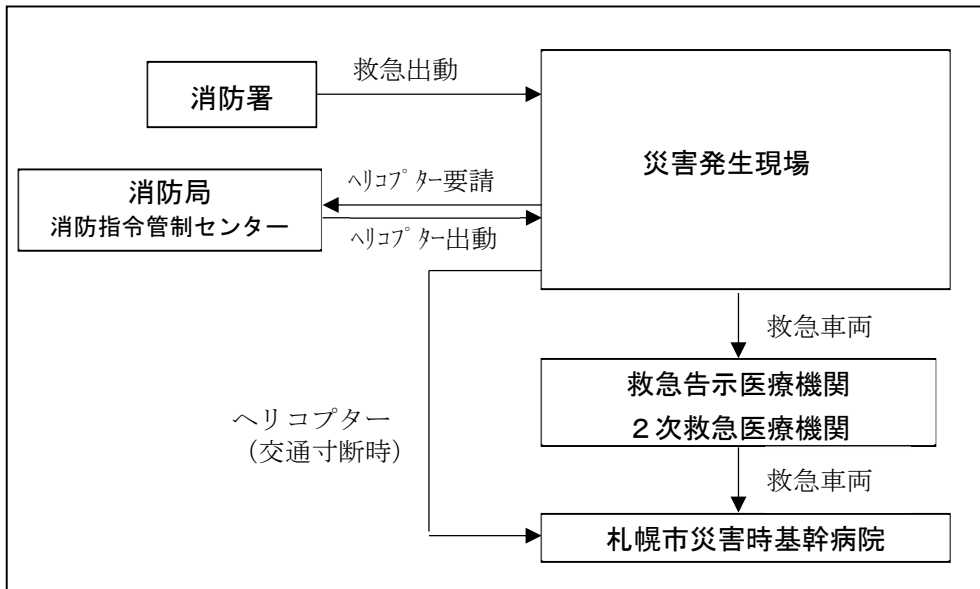 救急出動
消防署
災害発生現場
ﾍﾘｺﾌﾟﾀｰ要請
消防局
消防指令管制センター
ﾍﾘｺﾌﾟﾀｰ出動
救急車両
救急告示医療機関
２次救急医療機関
ヘリコプター
（交通寸断時）
救急車両
札幌市災害時基幹病院